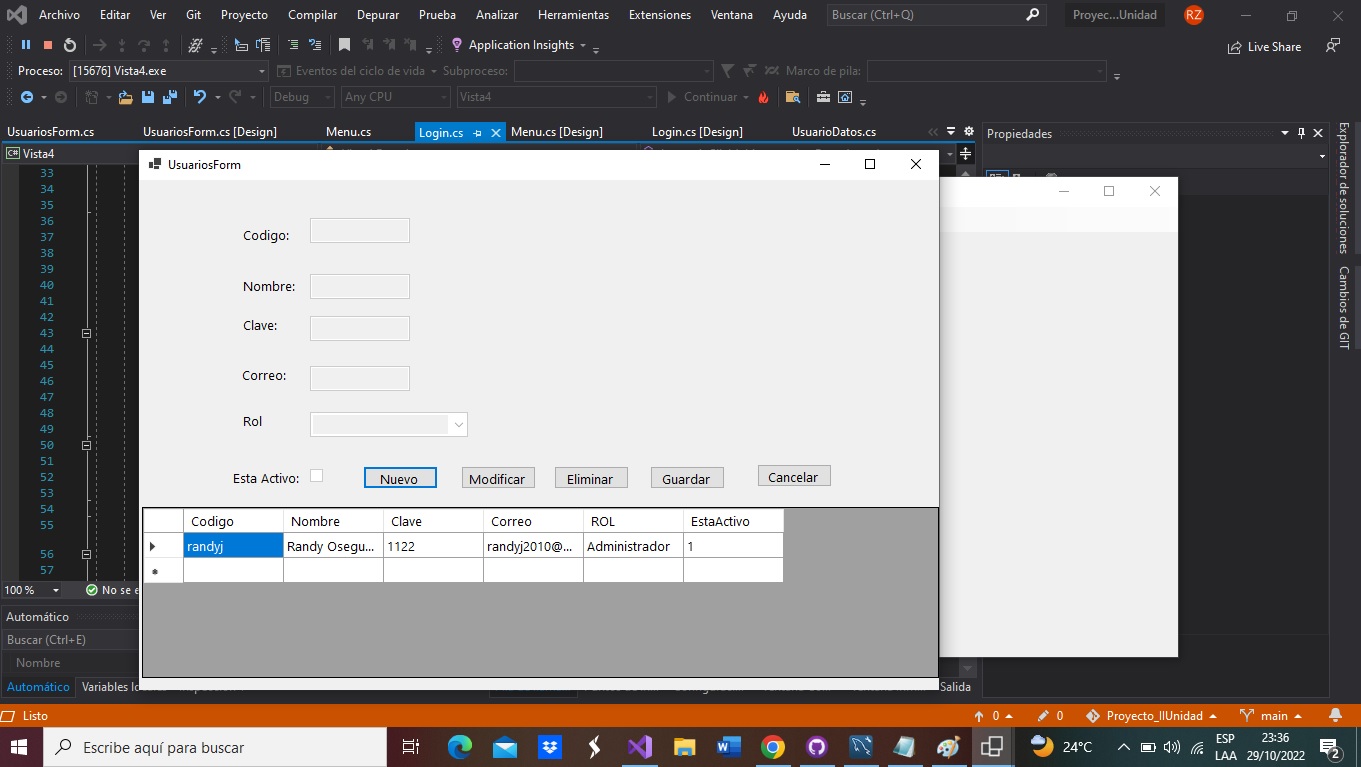 Archivo Editar Ver Git Proyecto Compilar Depurar Prueba Analizar Herramientas Extensiones Ventana Ayuda Buscar (Ctrl+Q) Proyec...Unidad RZ
Application Insights Live Share
Proceso: [15676] Vista4.exe Eventos del ciclo de vida Subproceso: Marco de pila:
Debug Any CPU Vista4 Continuar
UsuariosForm.cs UsuariosForm.cs [Design] Menu.cs Login.cs Menu.cs [Design] Login.cs [Design] UsuarioDatos.cs Propiedades
C# Vista4
Explorador de soluciones
Cambios de GIT
33
34
35
36
37
38
39
40
41
42
43
44
45
46
47
48
49
50
51
52
53
54
55
56
57
100 % No se e
Automático
Buscar (Ctrl+E)
Nombre
Automático Variables lo Salida
UsuariosForm
Codigo:
Nombre:
Clave:
Correo:
Rol
Esta Activo: Nuevo Modificar Eliminar Guardar Cancelar
Codigo Nombre Clave Correo ROL EstaActivo
randyj Randy Osegu... 1122 randyj2010@... Administrador 1
Listo 0 0 Proyecto_IIUnidad main
Escribe aquí para buscar 24°C ESP 23:36
LAA 29/10/2022 2